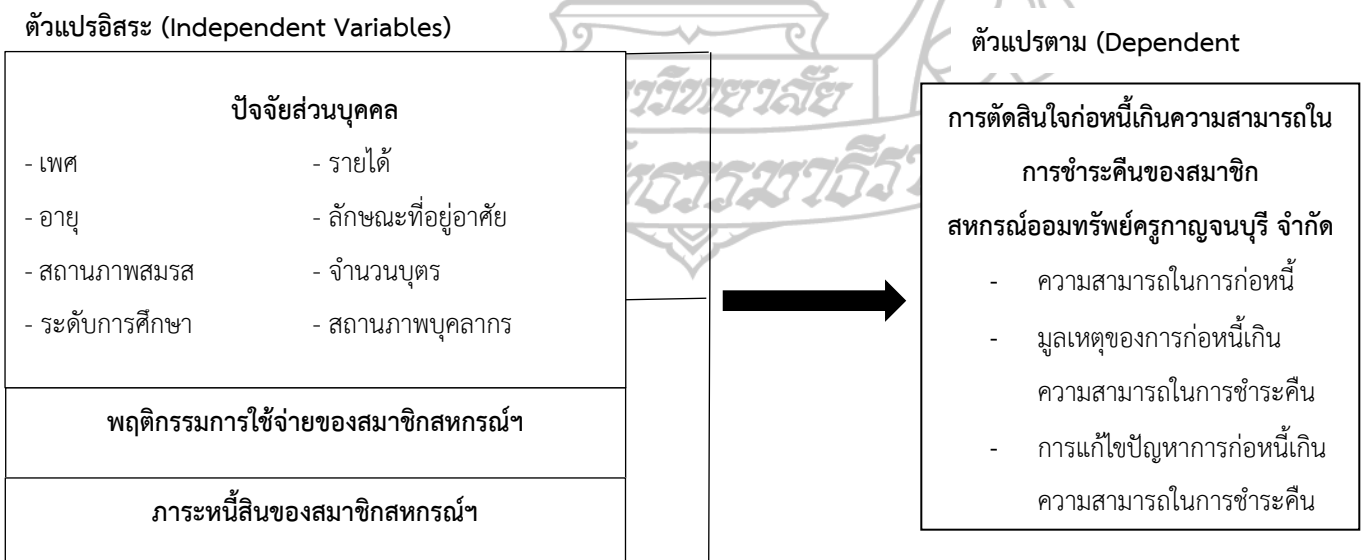 ตัวแปรอิสระ (Independent Variables)
ปัจจัยส่วนบุคคล
- เพศ - รายได้
- อายุ - ลักษณะที่อยู่อาศัย
- สถานภาพสมรส - จำนวนบุตร
- ระดับการศึกษา - สถานภาพบุคลากร
พฤติกรรมการใช้จ่ายของสมาชิกสหกรณ์ฯ
ภาระหนี้สินของสมาชิกสหกรณ์ฯ
ตัวแปรตาม (Dependent
การตัดสินใจก่อหนี้เกินความสามารถใน
การชำระคืนของสมาชิก
สหกรณ์ออมทรัพย์ครูกาญจนบุรี จำกัด
- ความสามารถในการก่อหนี้
- มูลเหตุของการก่อหนี้เกิน
ความสามารถในการชำระคืน
- การแก้ไขปัญหาการก่อหนี้เกิน
ความสามารถในการชำระคืน